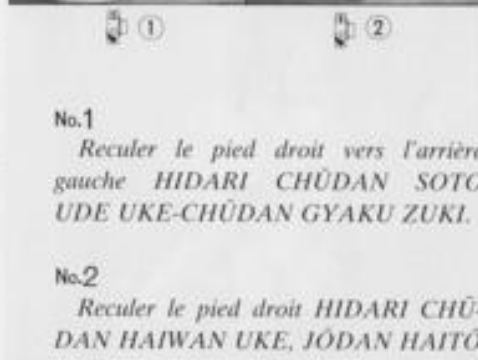 ① ②
No.1
Reculer le pied droit vers l'arrière
gauche HIDARI CHŪDAN SOTO
UDE UKE-CHŪDAN GYAKU ZUKI.
No.2
Reculer le pied droit HIDARI CHŪ-
DAN HAIWAN UKE, JŌDAN HAITŌ